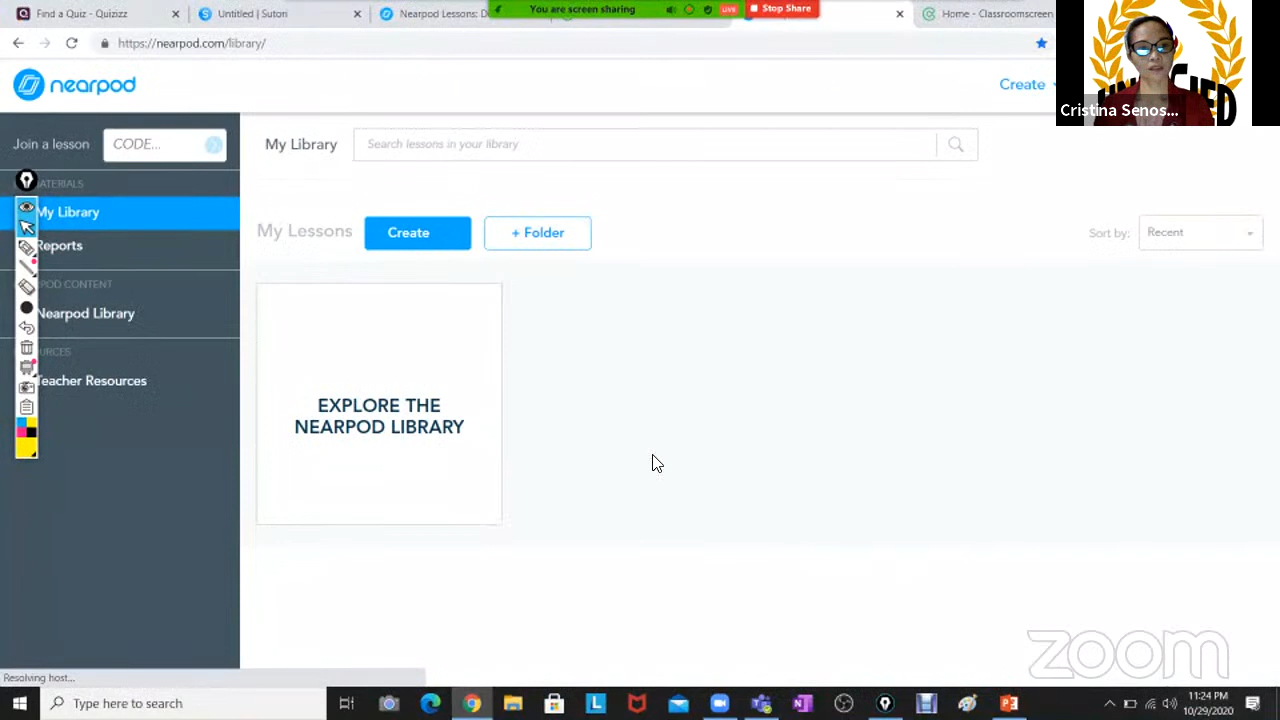 Find a Quiz - Quizizz
Untitled | Sutori
Nearpod Lessons: D
You are screen sharing
LIVE
Stop Share
Home - Classroomscreen
https://nearpod.com/library/
nearpod
Create
Cristina Senos...
Join a lesson
CODE...
My Library
Search lessons in your library
My Library
Reports
My Lessons
Create
+ Folder
Sort by:
Recent
Nearpod Library
Teacher Resources
EXPLORE THE
NEARPOD LIBRARY
zoom
Resolving host...
Type here to search
11:24 PM
10/29/2020